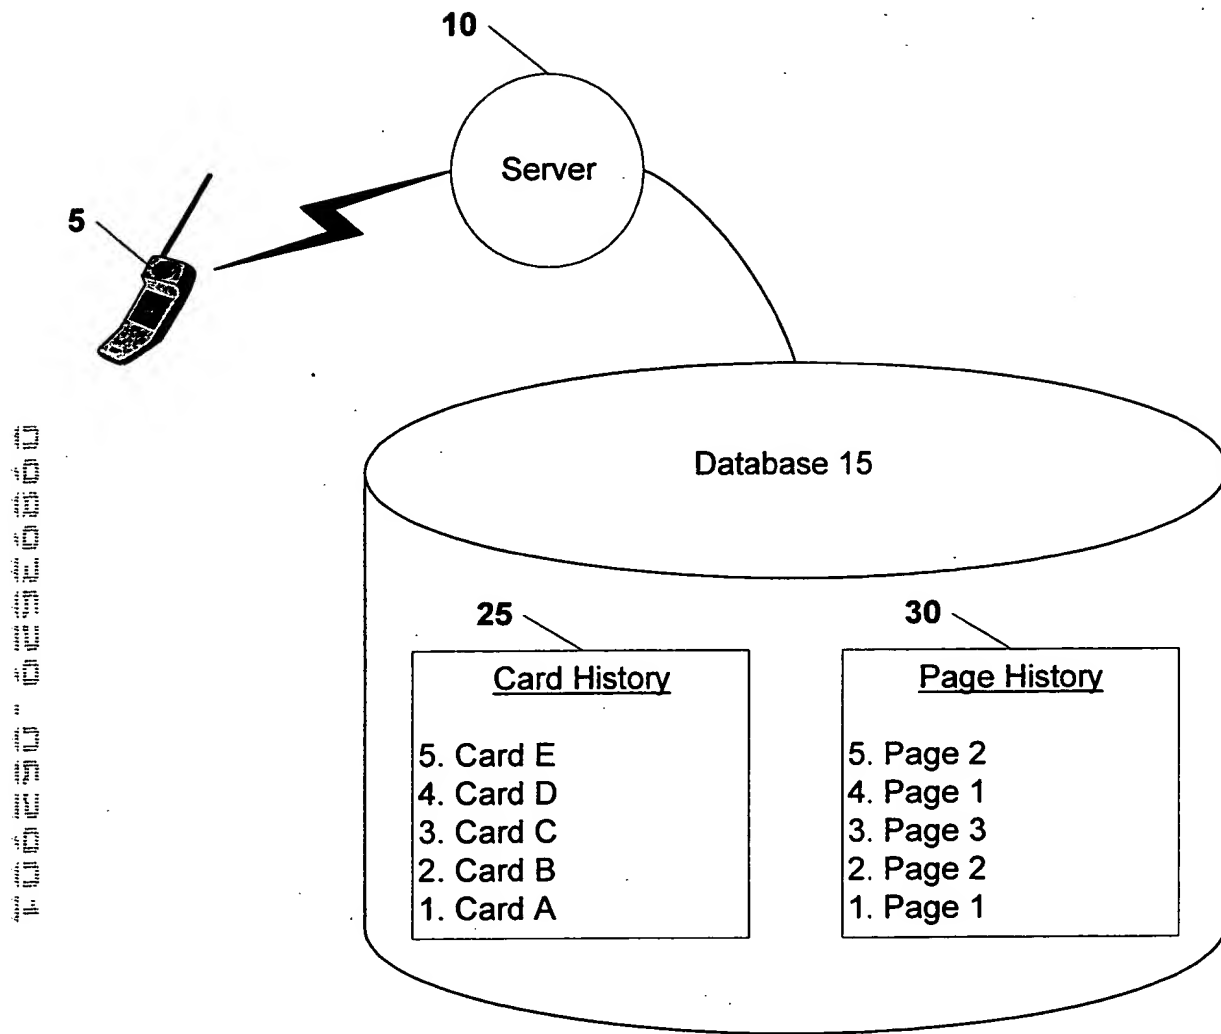 10
Server
5
Database 15
25
30
Card History
5. Card E
4. Card D
3. Card C
2. Card B
1. Card A
Page History
5. Page 2
4. Page 1
3. Page 3
2. Page 2
1. Page 1